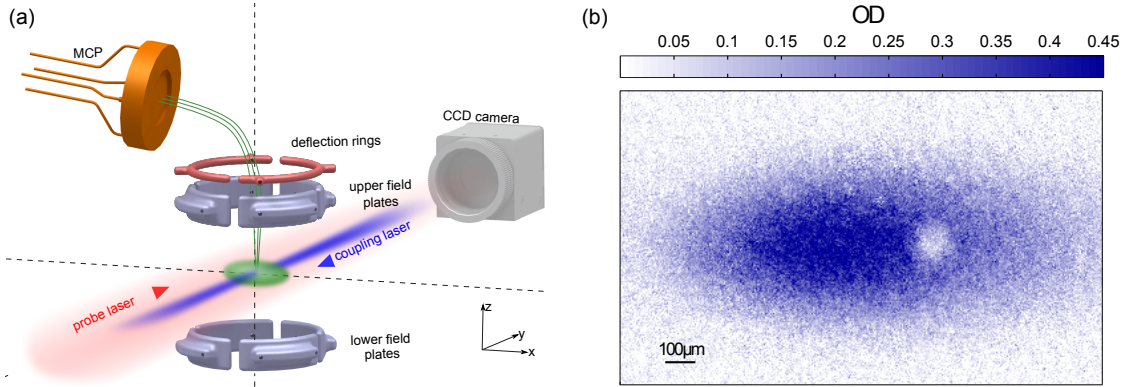 (a)
MCP
CCD camera
deflection rings
upper field
plates
coupling laser
probe laser
lower field
plates
z
y
x
(b)
OD
0.05 0.1 0.15 0.2 0.25 0.3 0.35 0.4 0.45
100µm